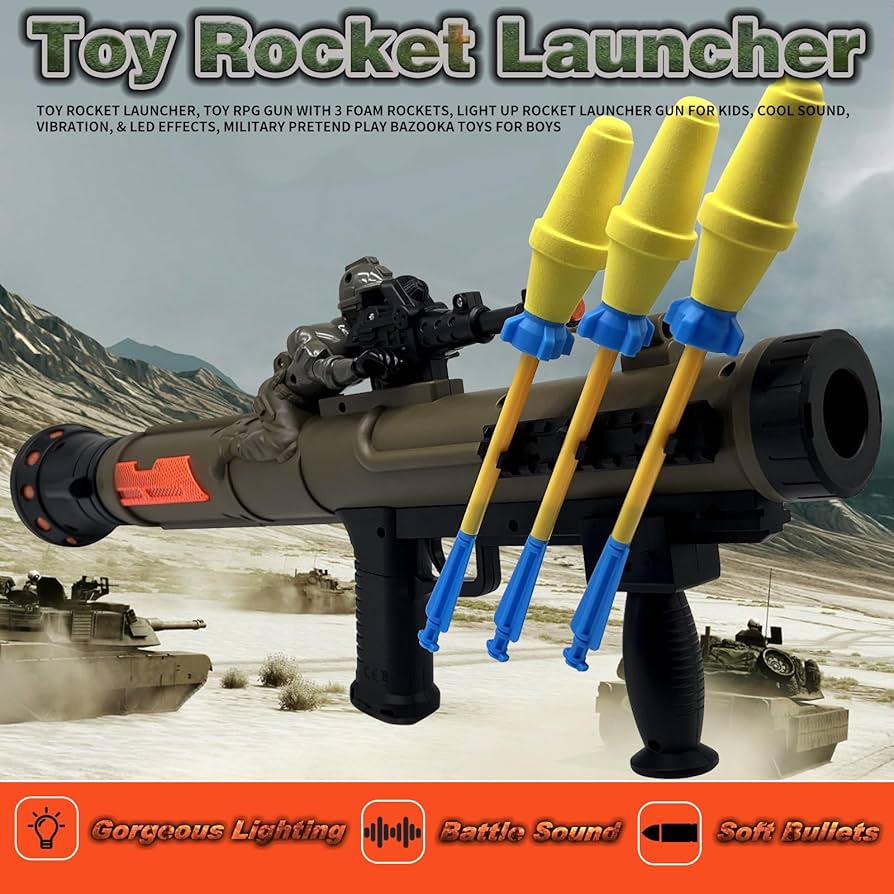 Toy Rocket Launcher
TOY ROCKET LAUNCHER, TOY RPG GUN WITH 3 FOAM ROCKETS, LIGHT UP ROCKET LAUNCHER GUN FOR KIDS, COOL SOUND,
VIBRATION, & LED EFFECTS, MILITARY PRETEND PLAY BAZOOKA TOYS FOR BOYS
CE
Gorgeous Lighting
Battle Sound
Soft Bullets